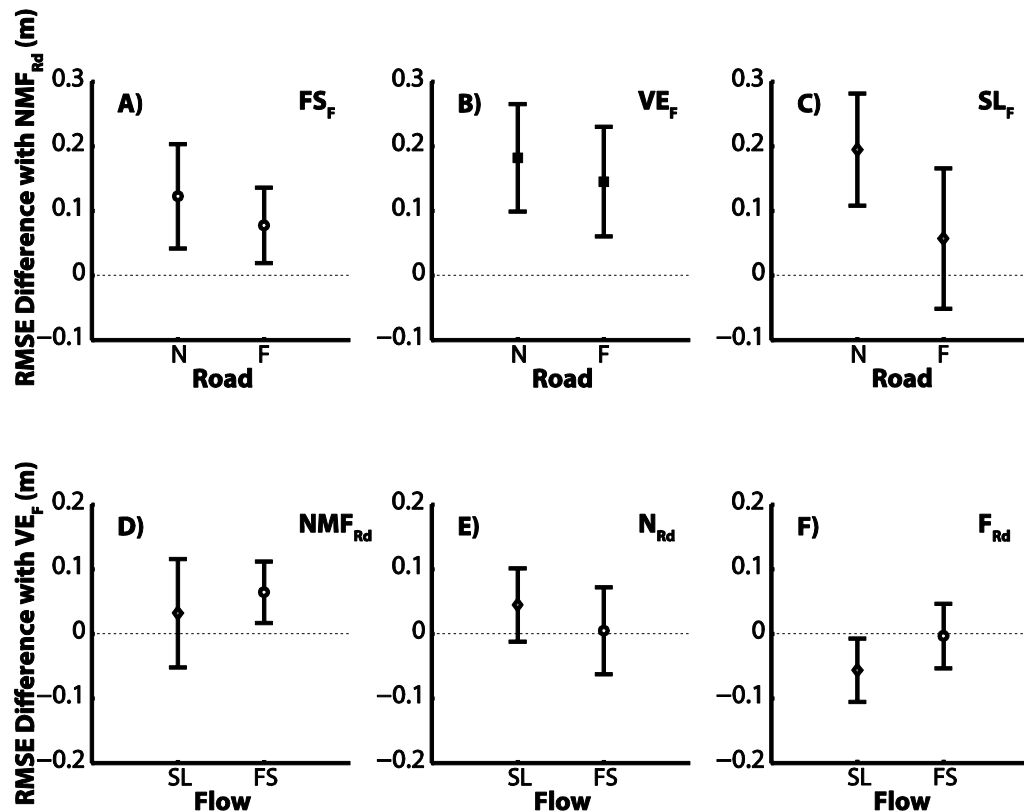 RMSE Difference with NMF_Rd (m)
A) FS_F
0.3
0.2
0.1
0
−0.1
N F
Road
B) VE_F
0.3
0.2
0.1
0
−0.1
N F
Road
C) SL_F
0.3
0.2
0.1
0
−0.1
N F
Road
RMSE Difference with VE_F (m)
D) NMF_Rd
0.2
0.1
0
−0.1
−0.2
SL FS
Flow
E) N_Rd
0.2
0.1
0
−0.1
−0.2
SL FS
Flow
F) F_Rd
0.2
0.1
0
−0.1
−0.2
SL FS
Flow